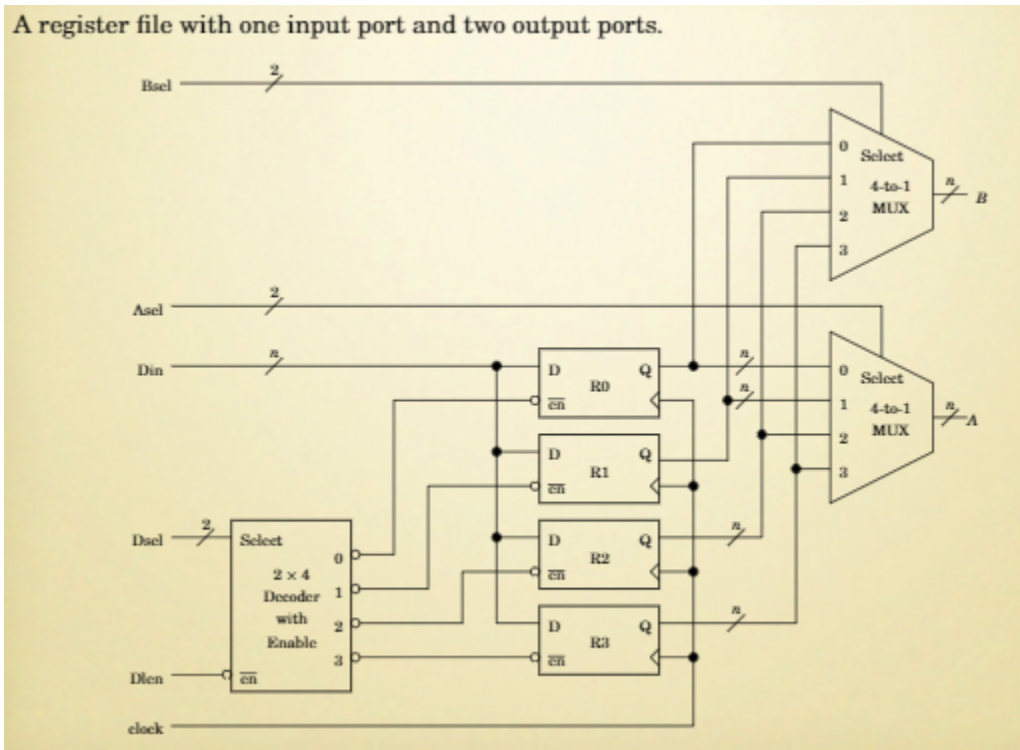 A register file with one input port and two output ports.
Bsel
2
0
Select
1
4-to-1
2
MUX
3
n
B
Asel
2
Din
n
D
Q
R0
en
n
n
0
Select
1
4-to-1
2
MUX
3
n
A
D
Q
R1
en
Dsel
2
Select
0
2 × 4
1
Decoder
with
2
Enable
3
en
D
Q
R2
en
n
D
Q
R3
en
n
Dlen
clock